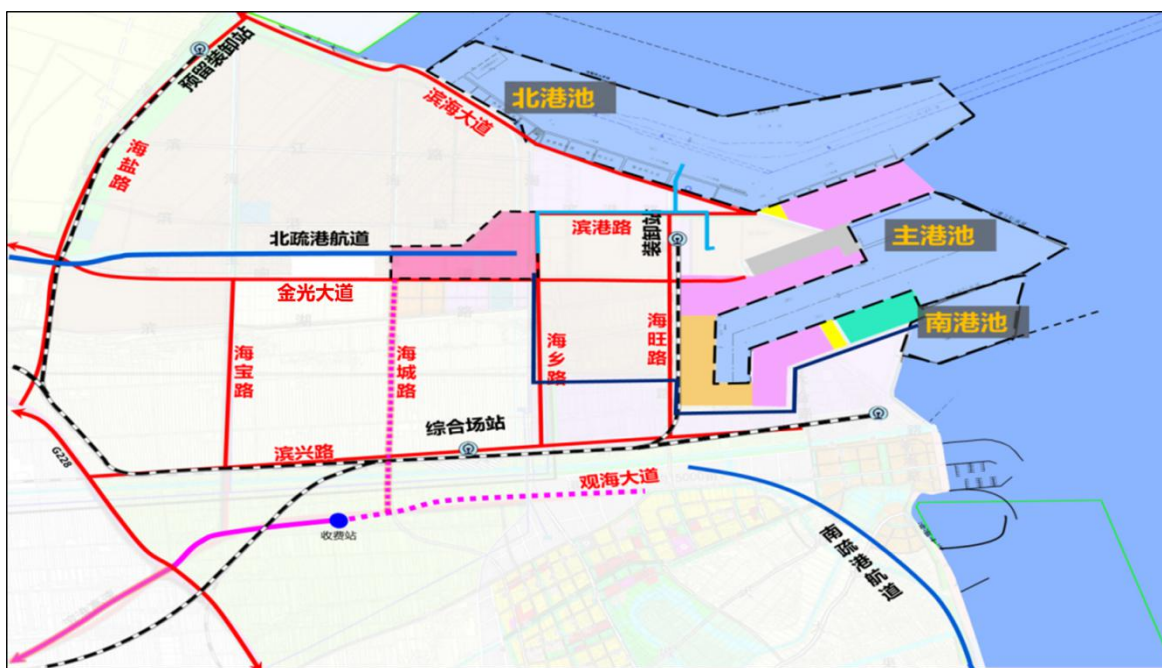 预留装卸站
北港池
滨海大道
海盐路
主港池
滨港路
装卸站
北疏港航道
金光大道
南港池
海宝路
海城路
海乡路
海旺路
综合场站
滨兴路
G228
观海大道
收费站
南疏港航道